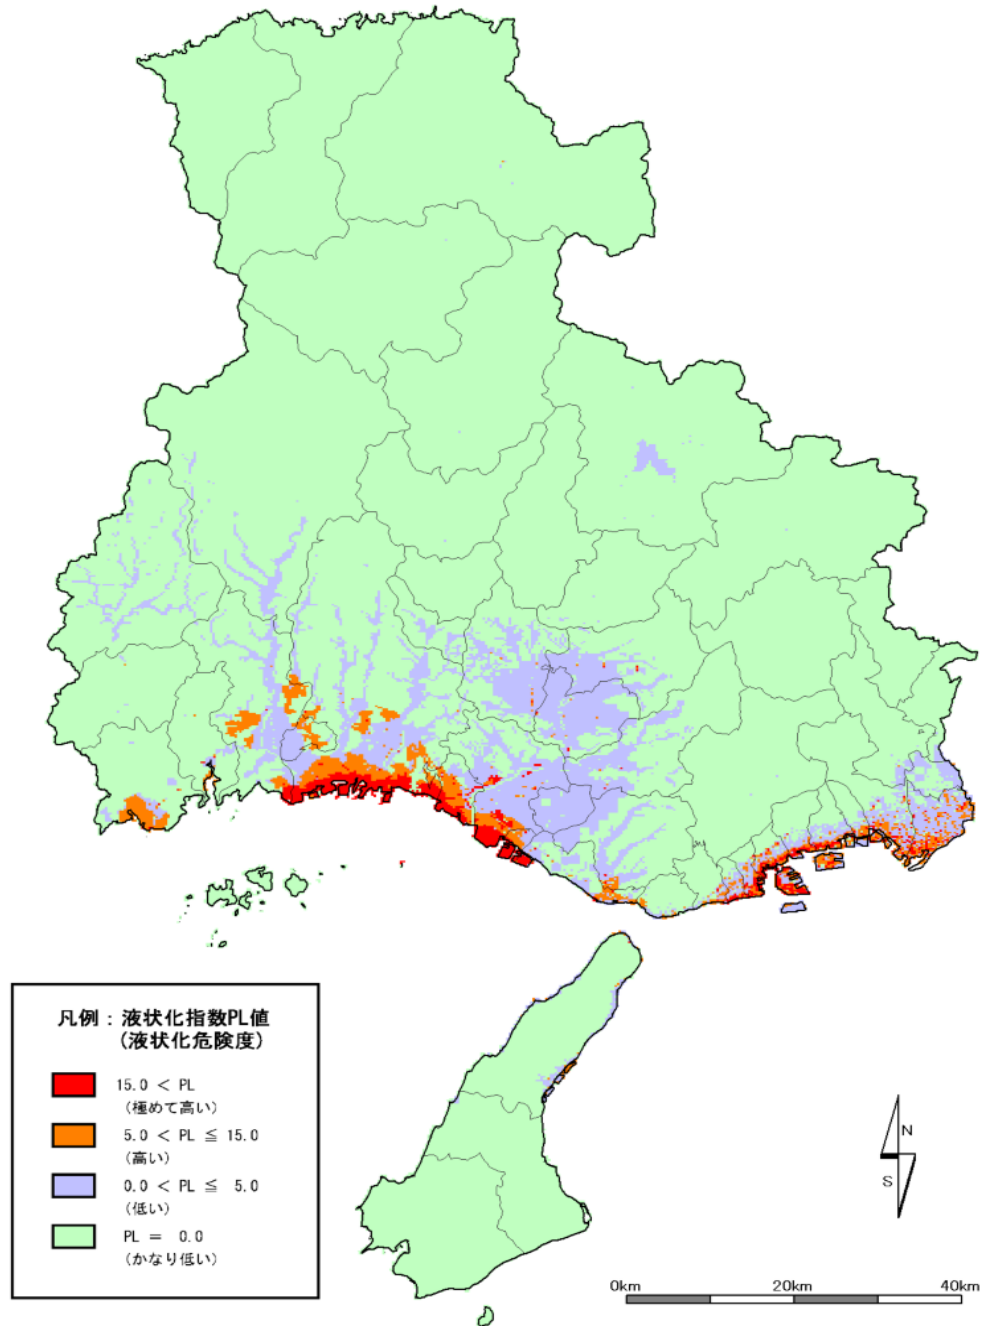 凡例：液状化指数PL値
(液状化危険度)
15.0 < PL
(極めて高い)
5.0 < PL ≦ 15.0
(高い)
0.0 < PL ≦ 5.0
(低い)
PL = 0.0
(かなり低い)
N
S
0km 20km 40km